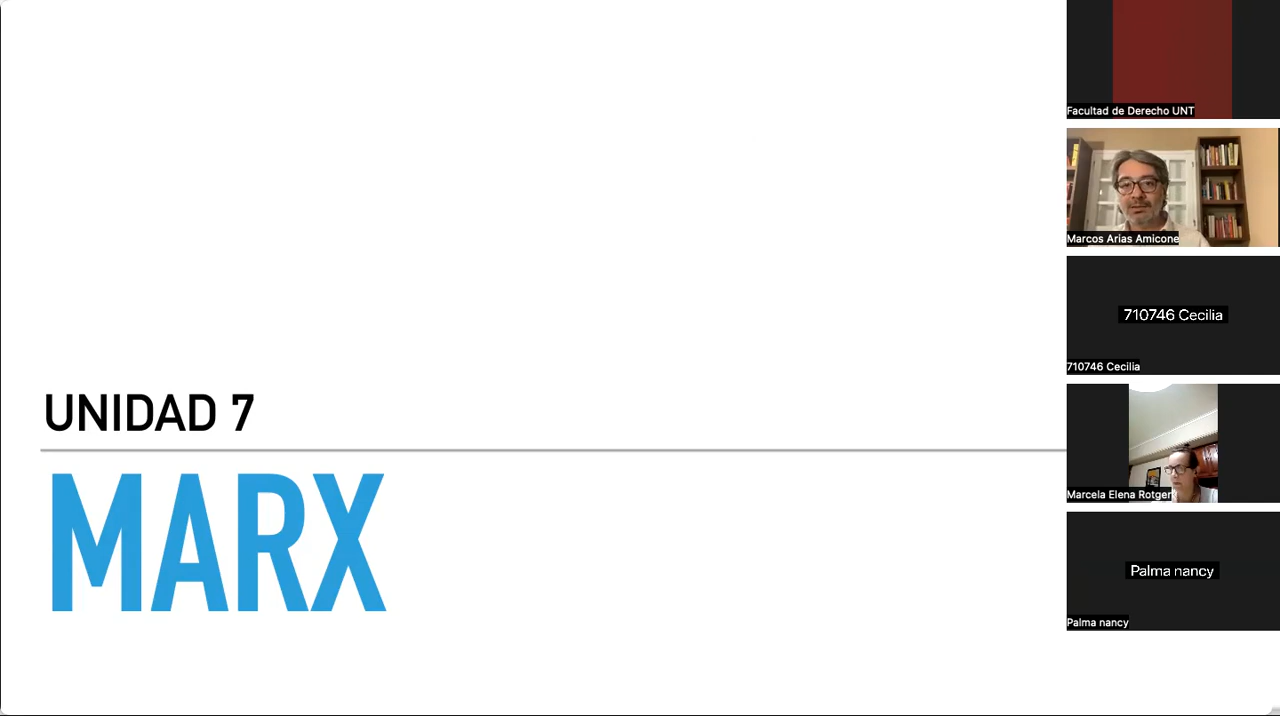 UNIDAD 7
MARX
Facultad de Derecho UNT
Marcos Arias Amicone
710746 Cecilia
710746 Cecilia
Marcela Elena Rotger
Palma nancy
Palma nancy